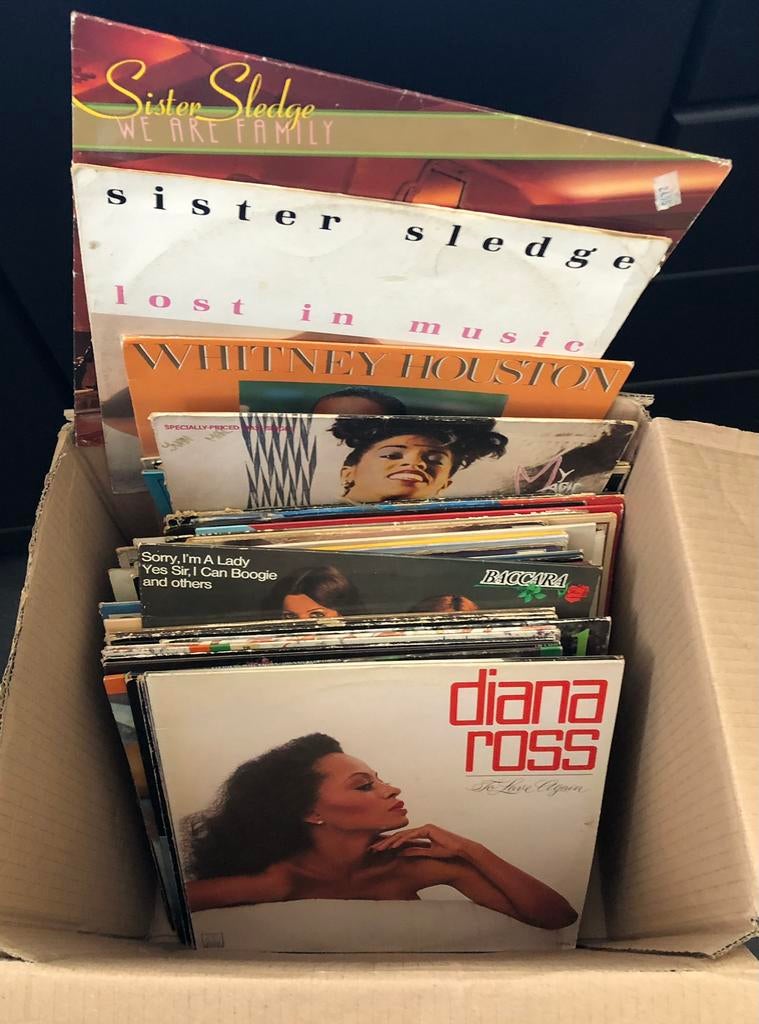 Sister Sledge
WE ARE FAMILY
sister sledge
lost in music
WHITNEY HOUSTON
SPECIALLY-PRICED
My
Sorry, I'm A Lady
Yes Sir, I Can Boogie
and others
BACCARA
diana
ross
To Love Again